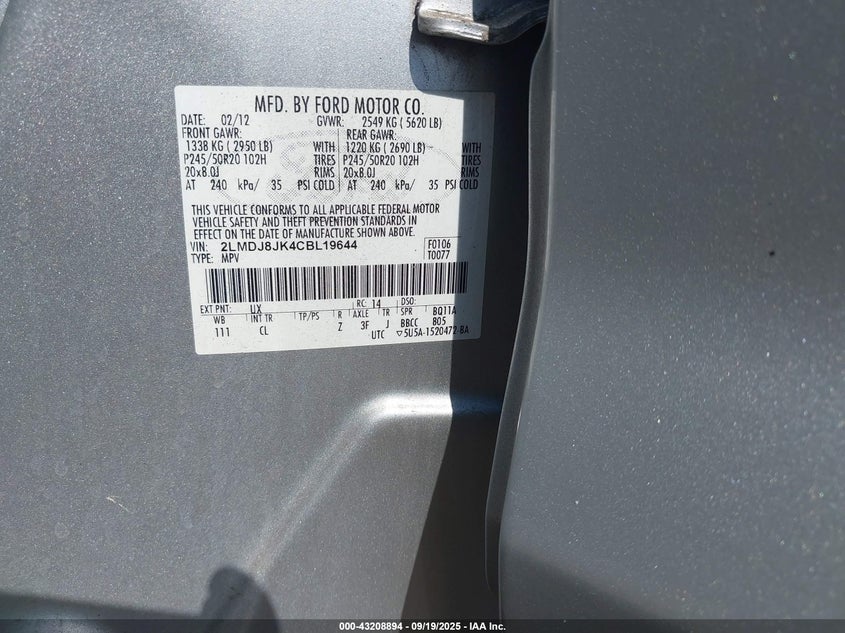 MFD. BY FORD MOTOR CO.
DATE: 02/12 GVWR: 2549 KG ( 5620 LB)
FRONT GAWR: REAR GAWR:
1338 KG ( 2950 LB) WITH 1220 KG ( 2690 LB) WITH
P245/50R20 102H TIRES P245/50R20 102H TIRES
20x8.0J RIMS 20x8.0J RIMS
AT 240 kPa/ 35 PSI COLD AT 240 kPa/ 35 PSI COLD
THIS VEHICLE CONFORMS TO ALL APPLICABLE FEDERAL MOTOR
VEHICLE SAFETY AND THEFT PREVENTION STANDARDS IN
EFFECT ON THE DATE OF MANUFACTURE SHOWN ABOVE.
VIN: 2LMDJ8JK4CBL19644 F0106
TYPE: MPV T0077
EXT PNT: UX RC: 14 DSO: BQ11A
WB INT TR TP/PS R AXLE TR SPR B05
111 CL Z 3F J BBCC
UTC ▽5U5A-1520472-BA
000-43208894 - 09/19/2025 - IAA Inc.